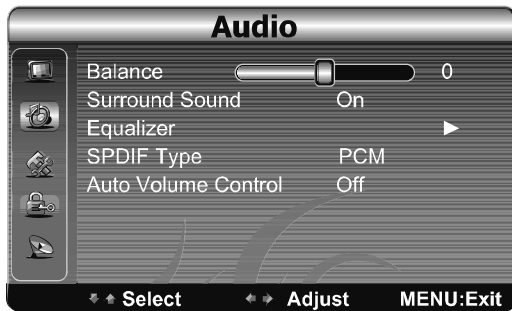 Audio
Balance 0
Surround Sound On
Equalizer
SPDIF Type PCM
Auto Volume Control Off
Select Adjust MENU:Exit